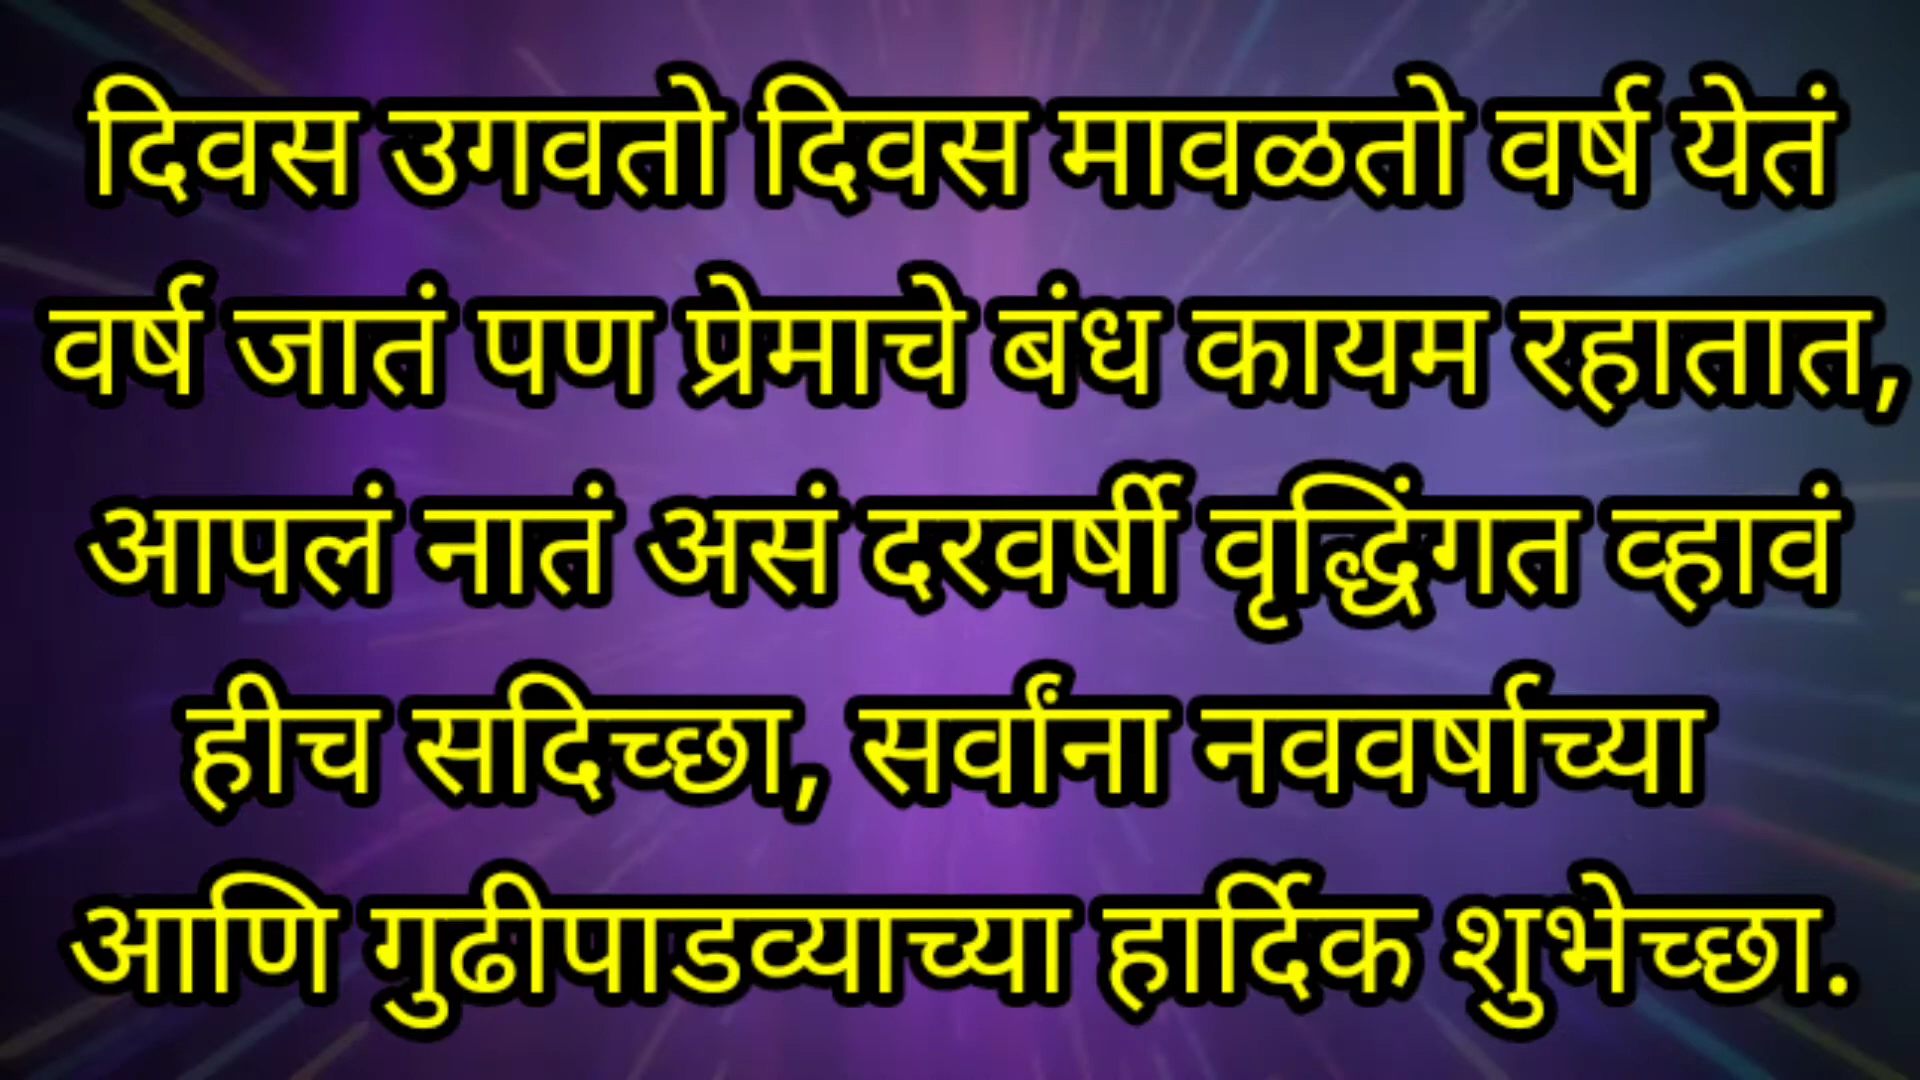 दिवस उगवतो दिवस मावळतो वर्ष येतं
वर्ष जातं पण प्रेमाचे बंध कायम रहातात,
आपलं नातं असं दरवर्षी वृद्धिंगत व्हावं
हीच सदिच्छा, सर्वांना नववर्षाच्या
आणि गुढीपाडव्याच्या हार्दिक शुभेच्छा.